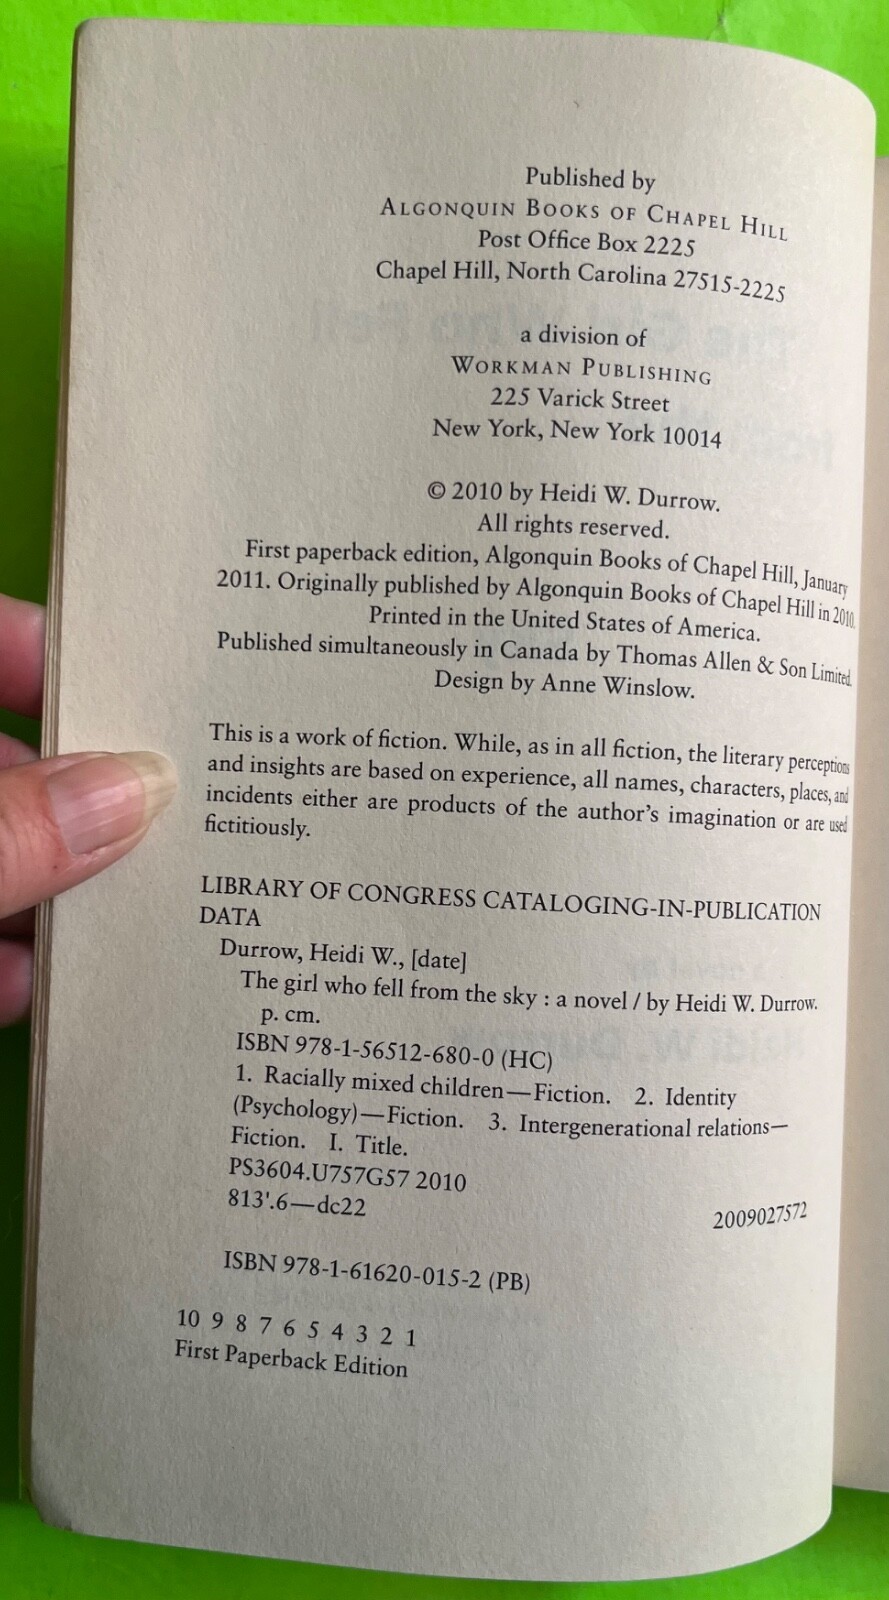 Published by
ALGONQUIN BOOKS OF CHAPEL HILL
Post Office Box 2225
Chapel Hill, North Carolina 27515-2225
a division of
WORKMAN PUBLISHING
225 Varick Street
New York, New York 10014
© 2010 by Heidi W. Durrow.
All rights reserved.
First paperback edition, Algonquin Books of Chapel Hill, January
2011. Originally published by Algonquin Books of Chapel Hill in 2010.
Printed in the United States of America.
Published simultaneously in Canada by Thomas Allen & Son Limited.
Design by Anne Winslow.
This is a work of fiction. While, as in all fiction, the literary perceptions
and insights are based on experience, all names, characters, places, and
incidents either are products of the author's imagination or are used
fictitiously.
LIBRARY OF CONGRESS CATALOGING-IN-PUBLICATION
DATA
Durrow, Heidi W., [date]
The girl who fell from the sky : a novel / by Heidi W. Durrow.
p. cm.
ISBN 978-1-56512-680-0 (HC)
1. Racially mixed children—Fiction. 2. Identity
(Psychology)—Fiction. 3. Intergenerational relations—
Fiction. I. Title.
PS3604.U757G57 2010
813'.6—dc22
2009027572
ISBN 978-1-61620-015-2 (PB)
10 9 8 7 6 5 4 3 2 1
First Paperback Edition